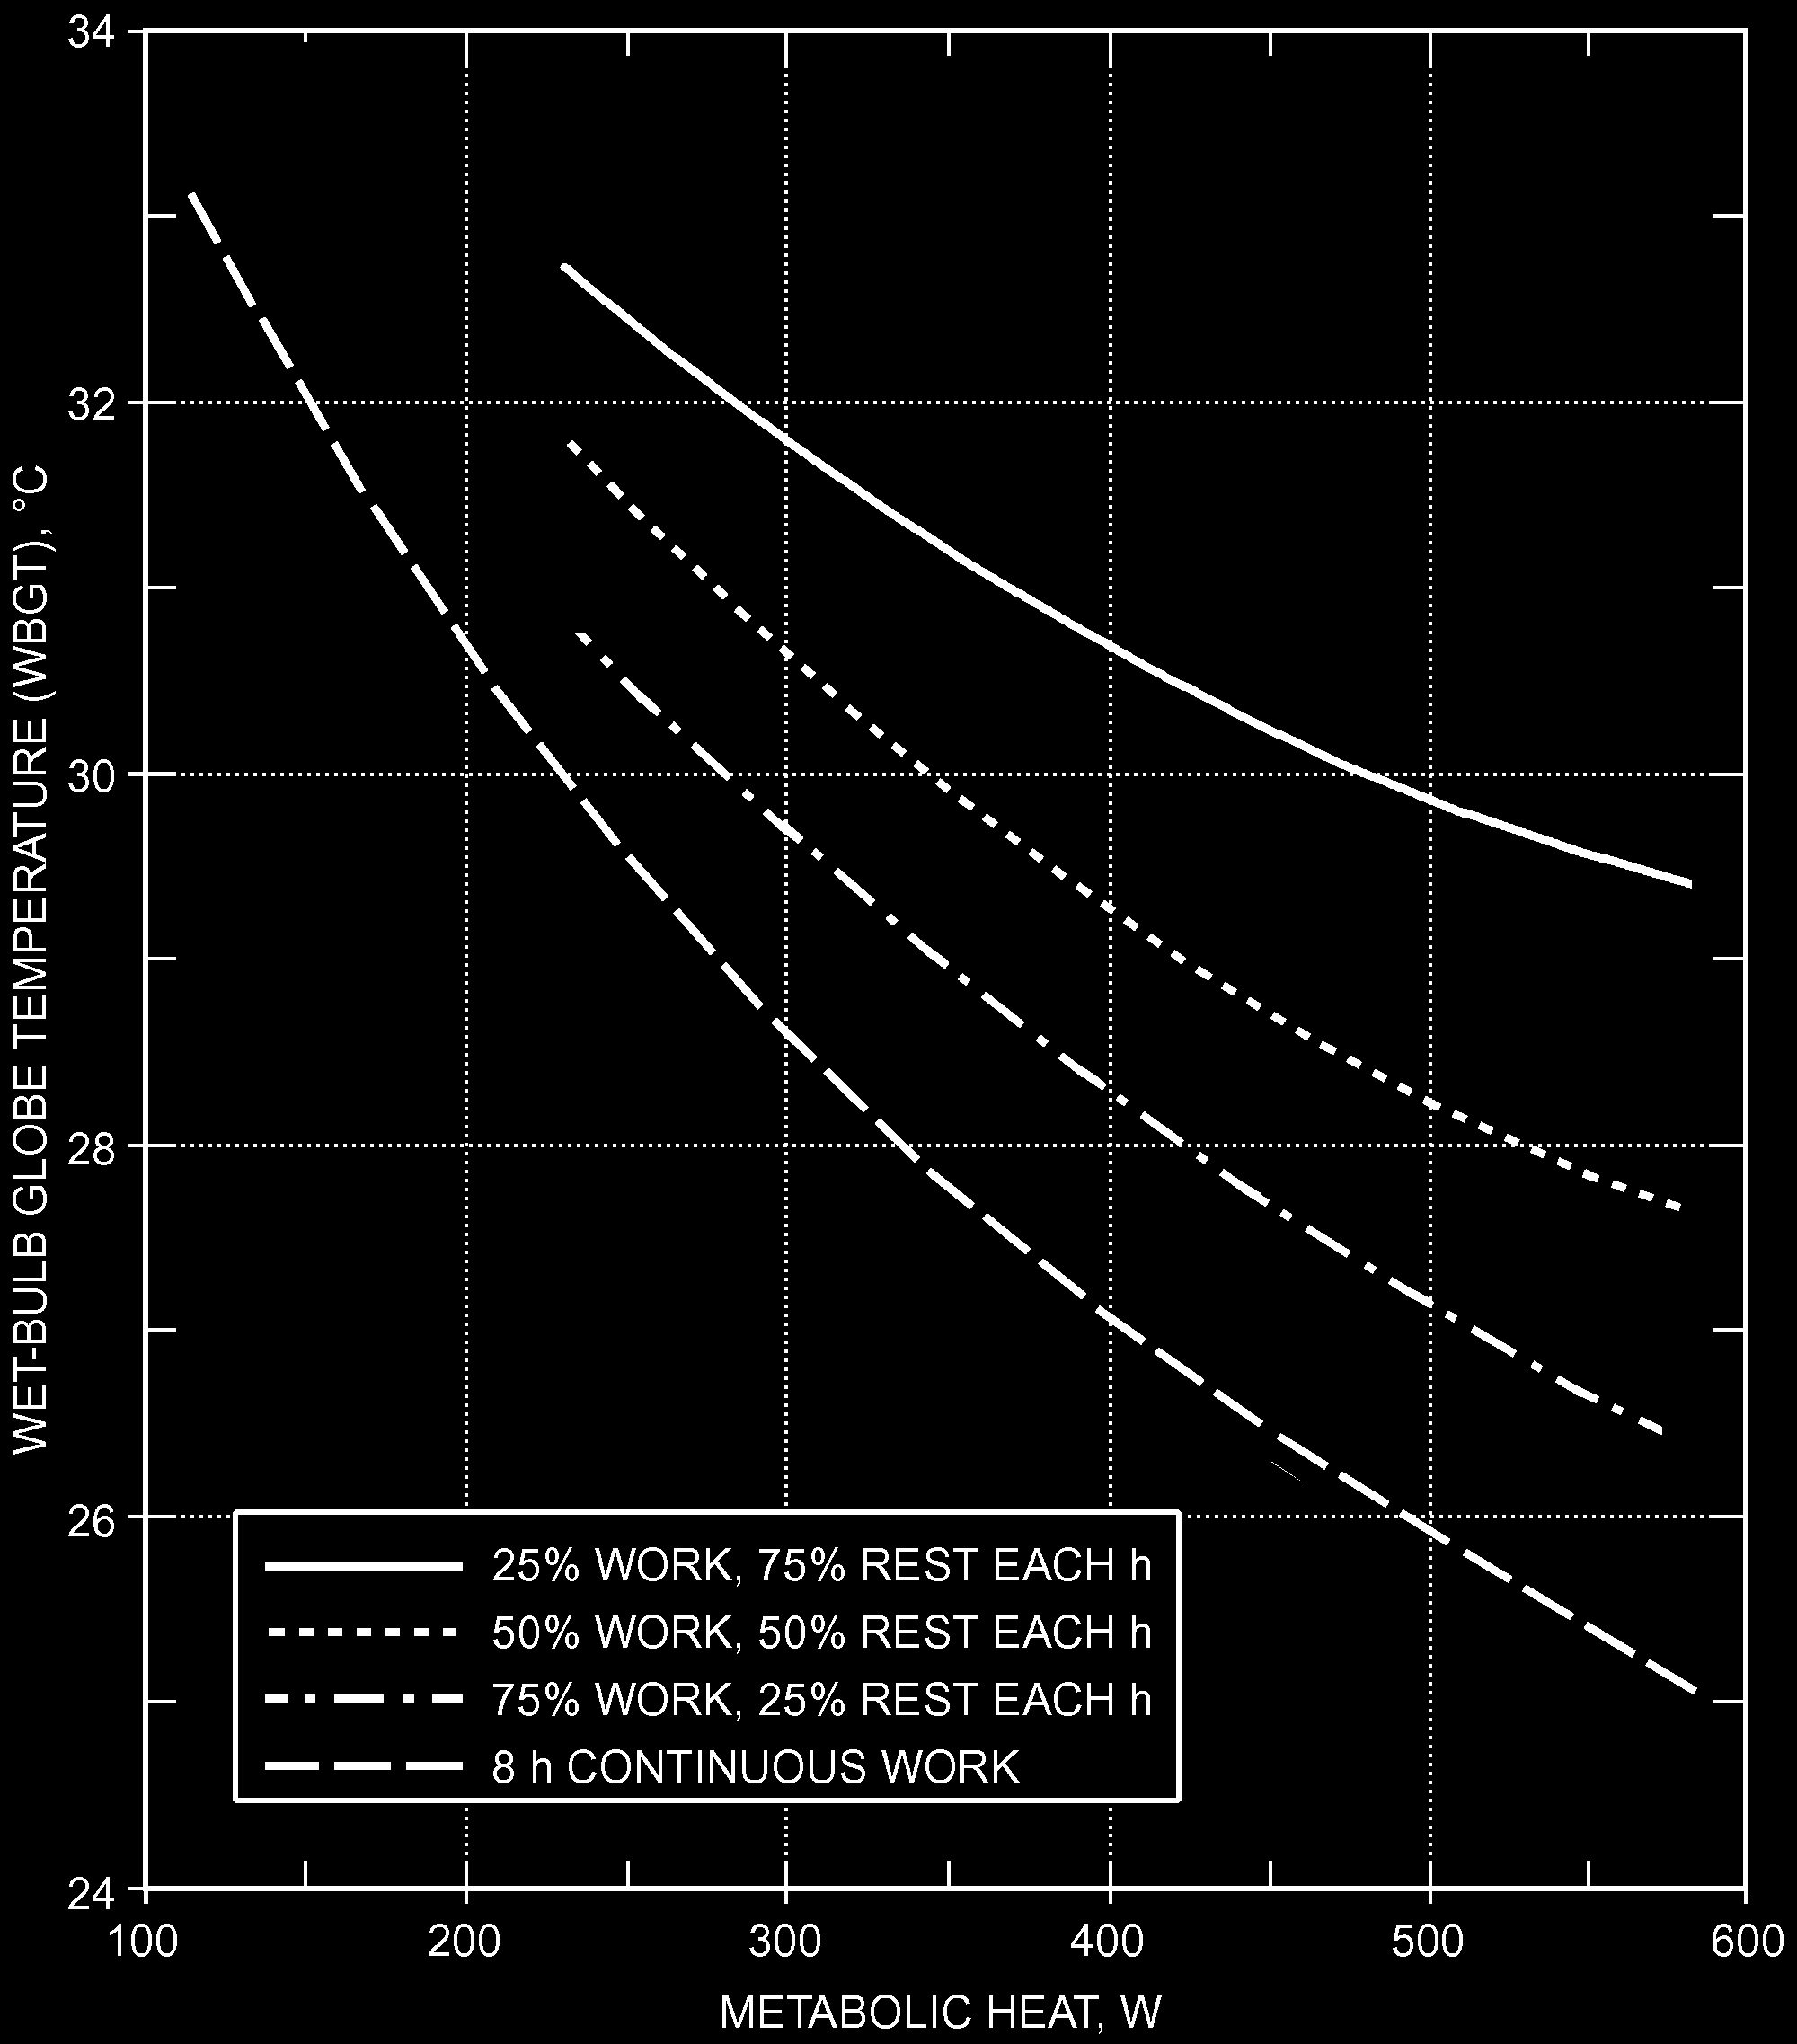 34
32
30
28
26
24
WET-BULB GLOBE TEMPERATURE (WBGT), °C
25% WORK, 75% REST EACH h
50% WORK, 50% REST EACH h
75% WORK, 25% REST EACH h
8 h CONTINUOUS WORK
100 200 300 400 500 600
METABOLIC HEAT, W